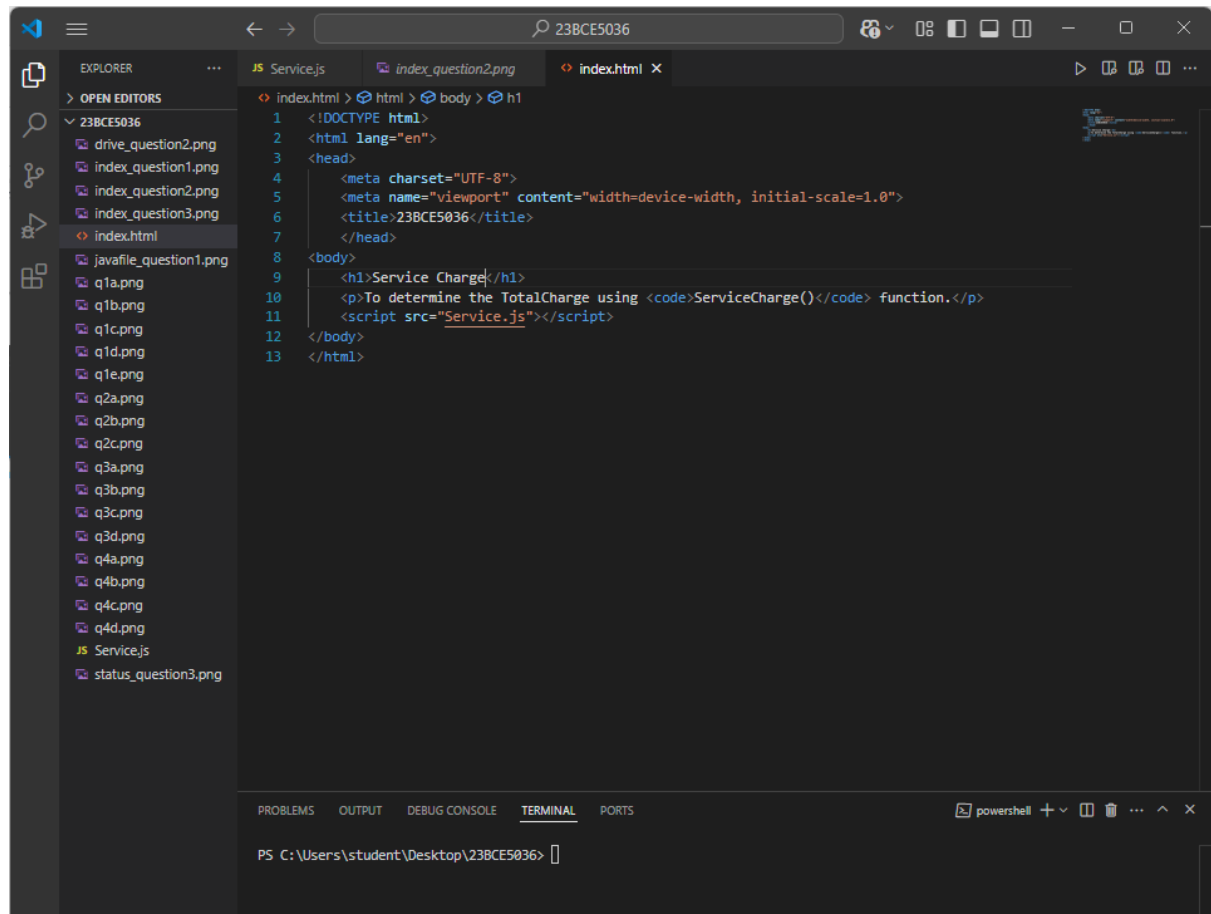 23BCE5036
EXPLORER ...
JS Service.js index_question2.png index.html
OPEN EDITORS
index.html > html > body > h1
23BCE5036
drive_question2.png
index_question1.png
index_question2.png
index_question3.png
index.html
javafile_question1.png
q1a.png
q1b.png
q1c.png
q1d.png
q1e.png
q2a.png
q2b.png
q2c.png
q3a.png
q3b.png
q3c.png
q3d.png
q4a.png
q4b.png
q4c.png
q4d.png
JS Service.js
status_question3.png
1 <!DOCTYPE html>
2 <html lang="en">
3 <head>
4 <meta charset="UTF-8">
5 <meta name="viewport" content="width=device-width, initial-scale=1.0">
6 <title>23BCE5036</title>
7 </head>
8 <body>
9 <h1>Service Charge</h1>
10 <p>To determine the TotalCharge using <code>ServiceCharge()</code> function.</p>
11 <script src="Service.js"></script>
12 </body>
13 </html>
PROBLEMS OUTPUT DEBUG CONSOLE TERMINAL PORTS powershell
PS C:\Users\student\Desktop\23BCE5036>